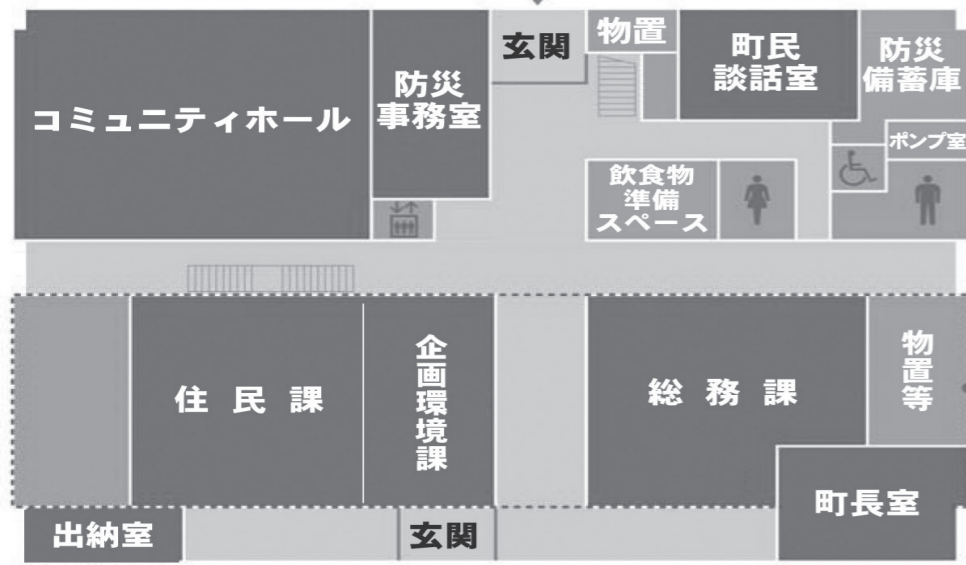 コミュニティホール
防災
事務室
玄関
物置
町民
談話室
防災
備蓄庫
ポンプ室
飲食物
準備
スペース
住民課
企画環境課
総務課
物置等
出納室
玄関
町長室